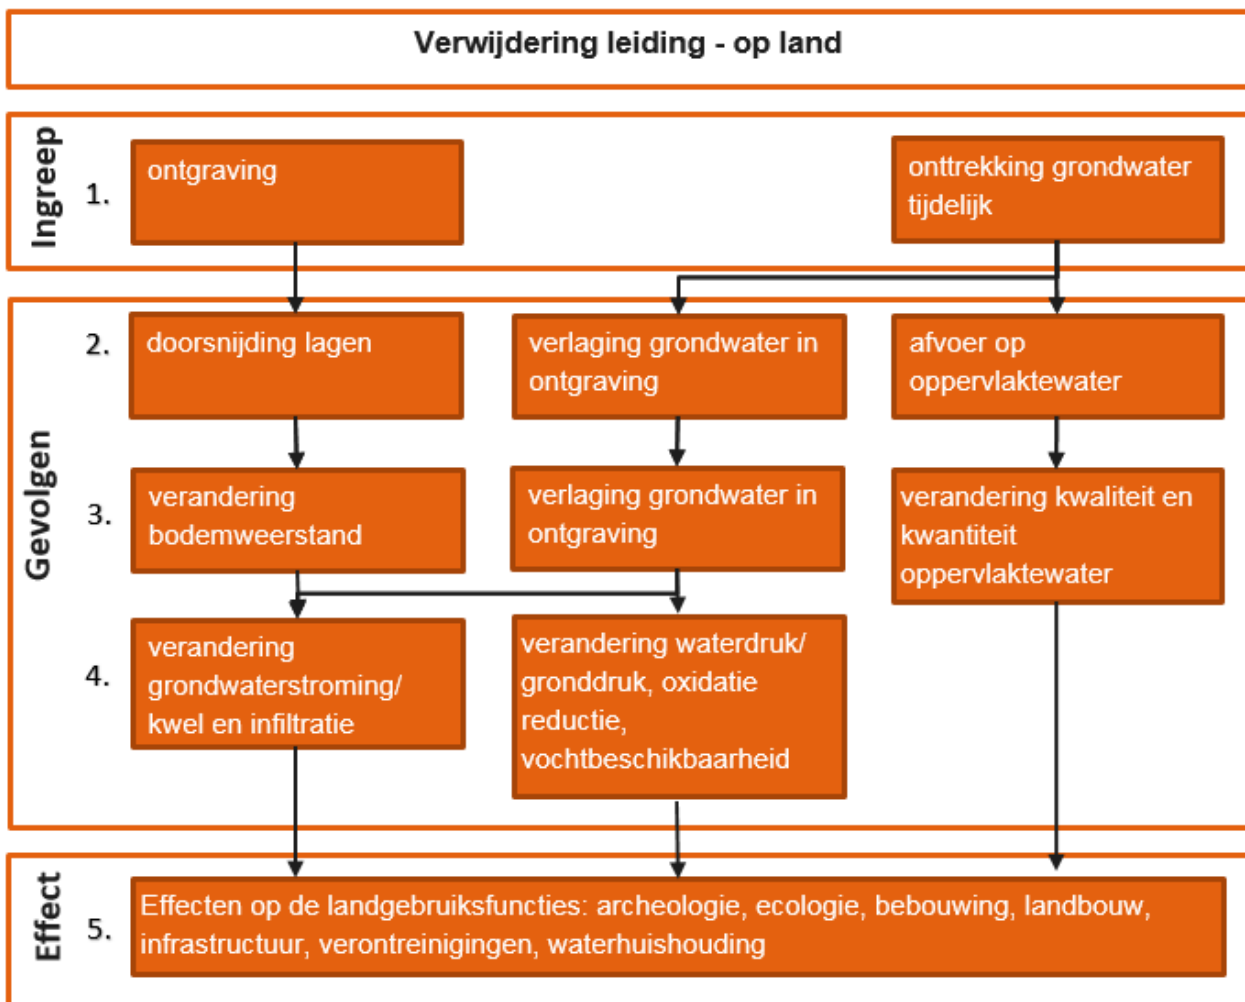 Verwijdering leiding - op land
Ingreep
1.
ontgraving
onttrekking grondwater
tijdelijk
Gevolgen
2.
doorsnijding lagen
verlaging grondwater in
ontgraving
afvoer op
oppervlaktewater
3.
verandering
bodemweerstand
verlaging grondwater in
ontgraving
verandering kwaliteit en
kwantiteit
oppervlaktewater
4.
verandering
grondwaterstroming/
kwel en infiltratie
verandering waterdruk/
gronddruk, oxidatie
reductie,
vochtbeschikbaarheid
Effect
5.
Effecten op de landgebruiksfuncties: archeologie, ecologie, bebouwing, landbouw,
infrastructuur, verontreinigingen, waterhuishouding